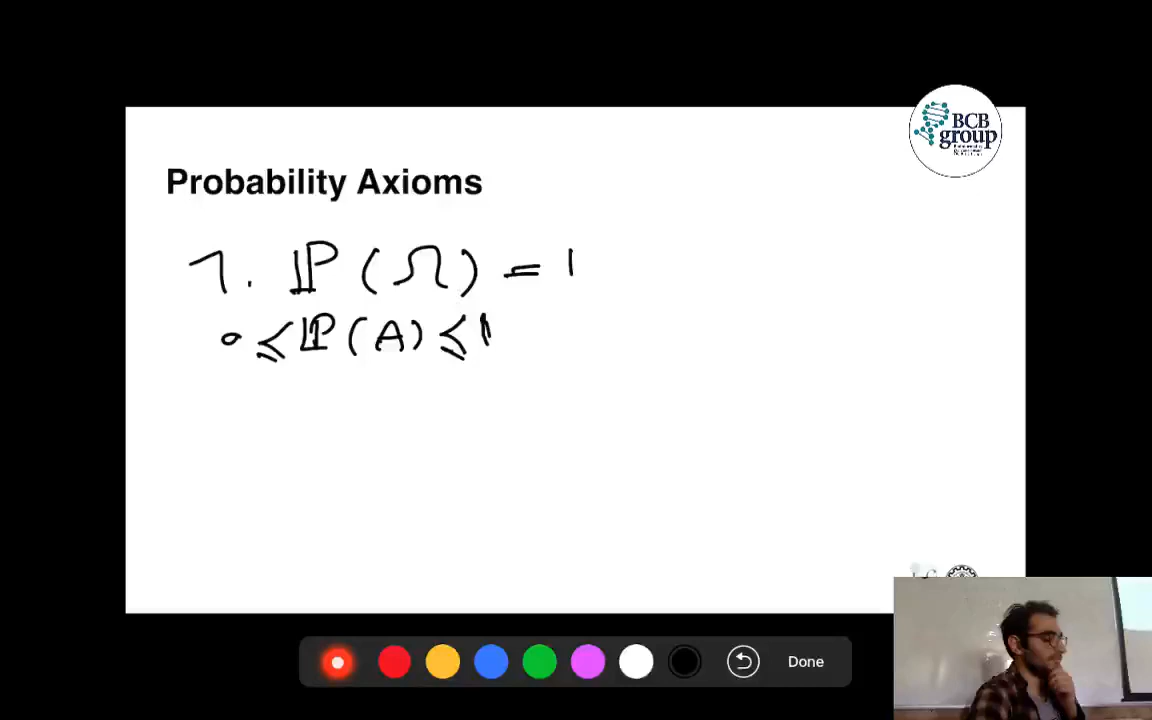 BCB
group
Probability Axioms
1. ℙ(Ω) = 1
0 ≤ ℙ(A) ≤ 1
Done